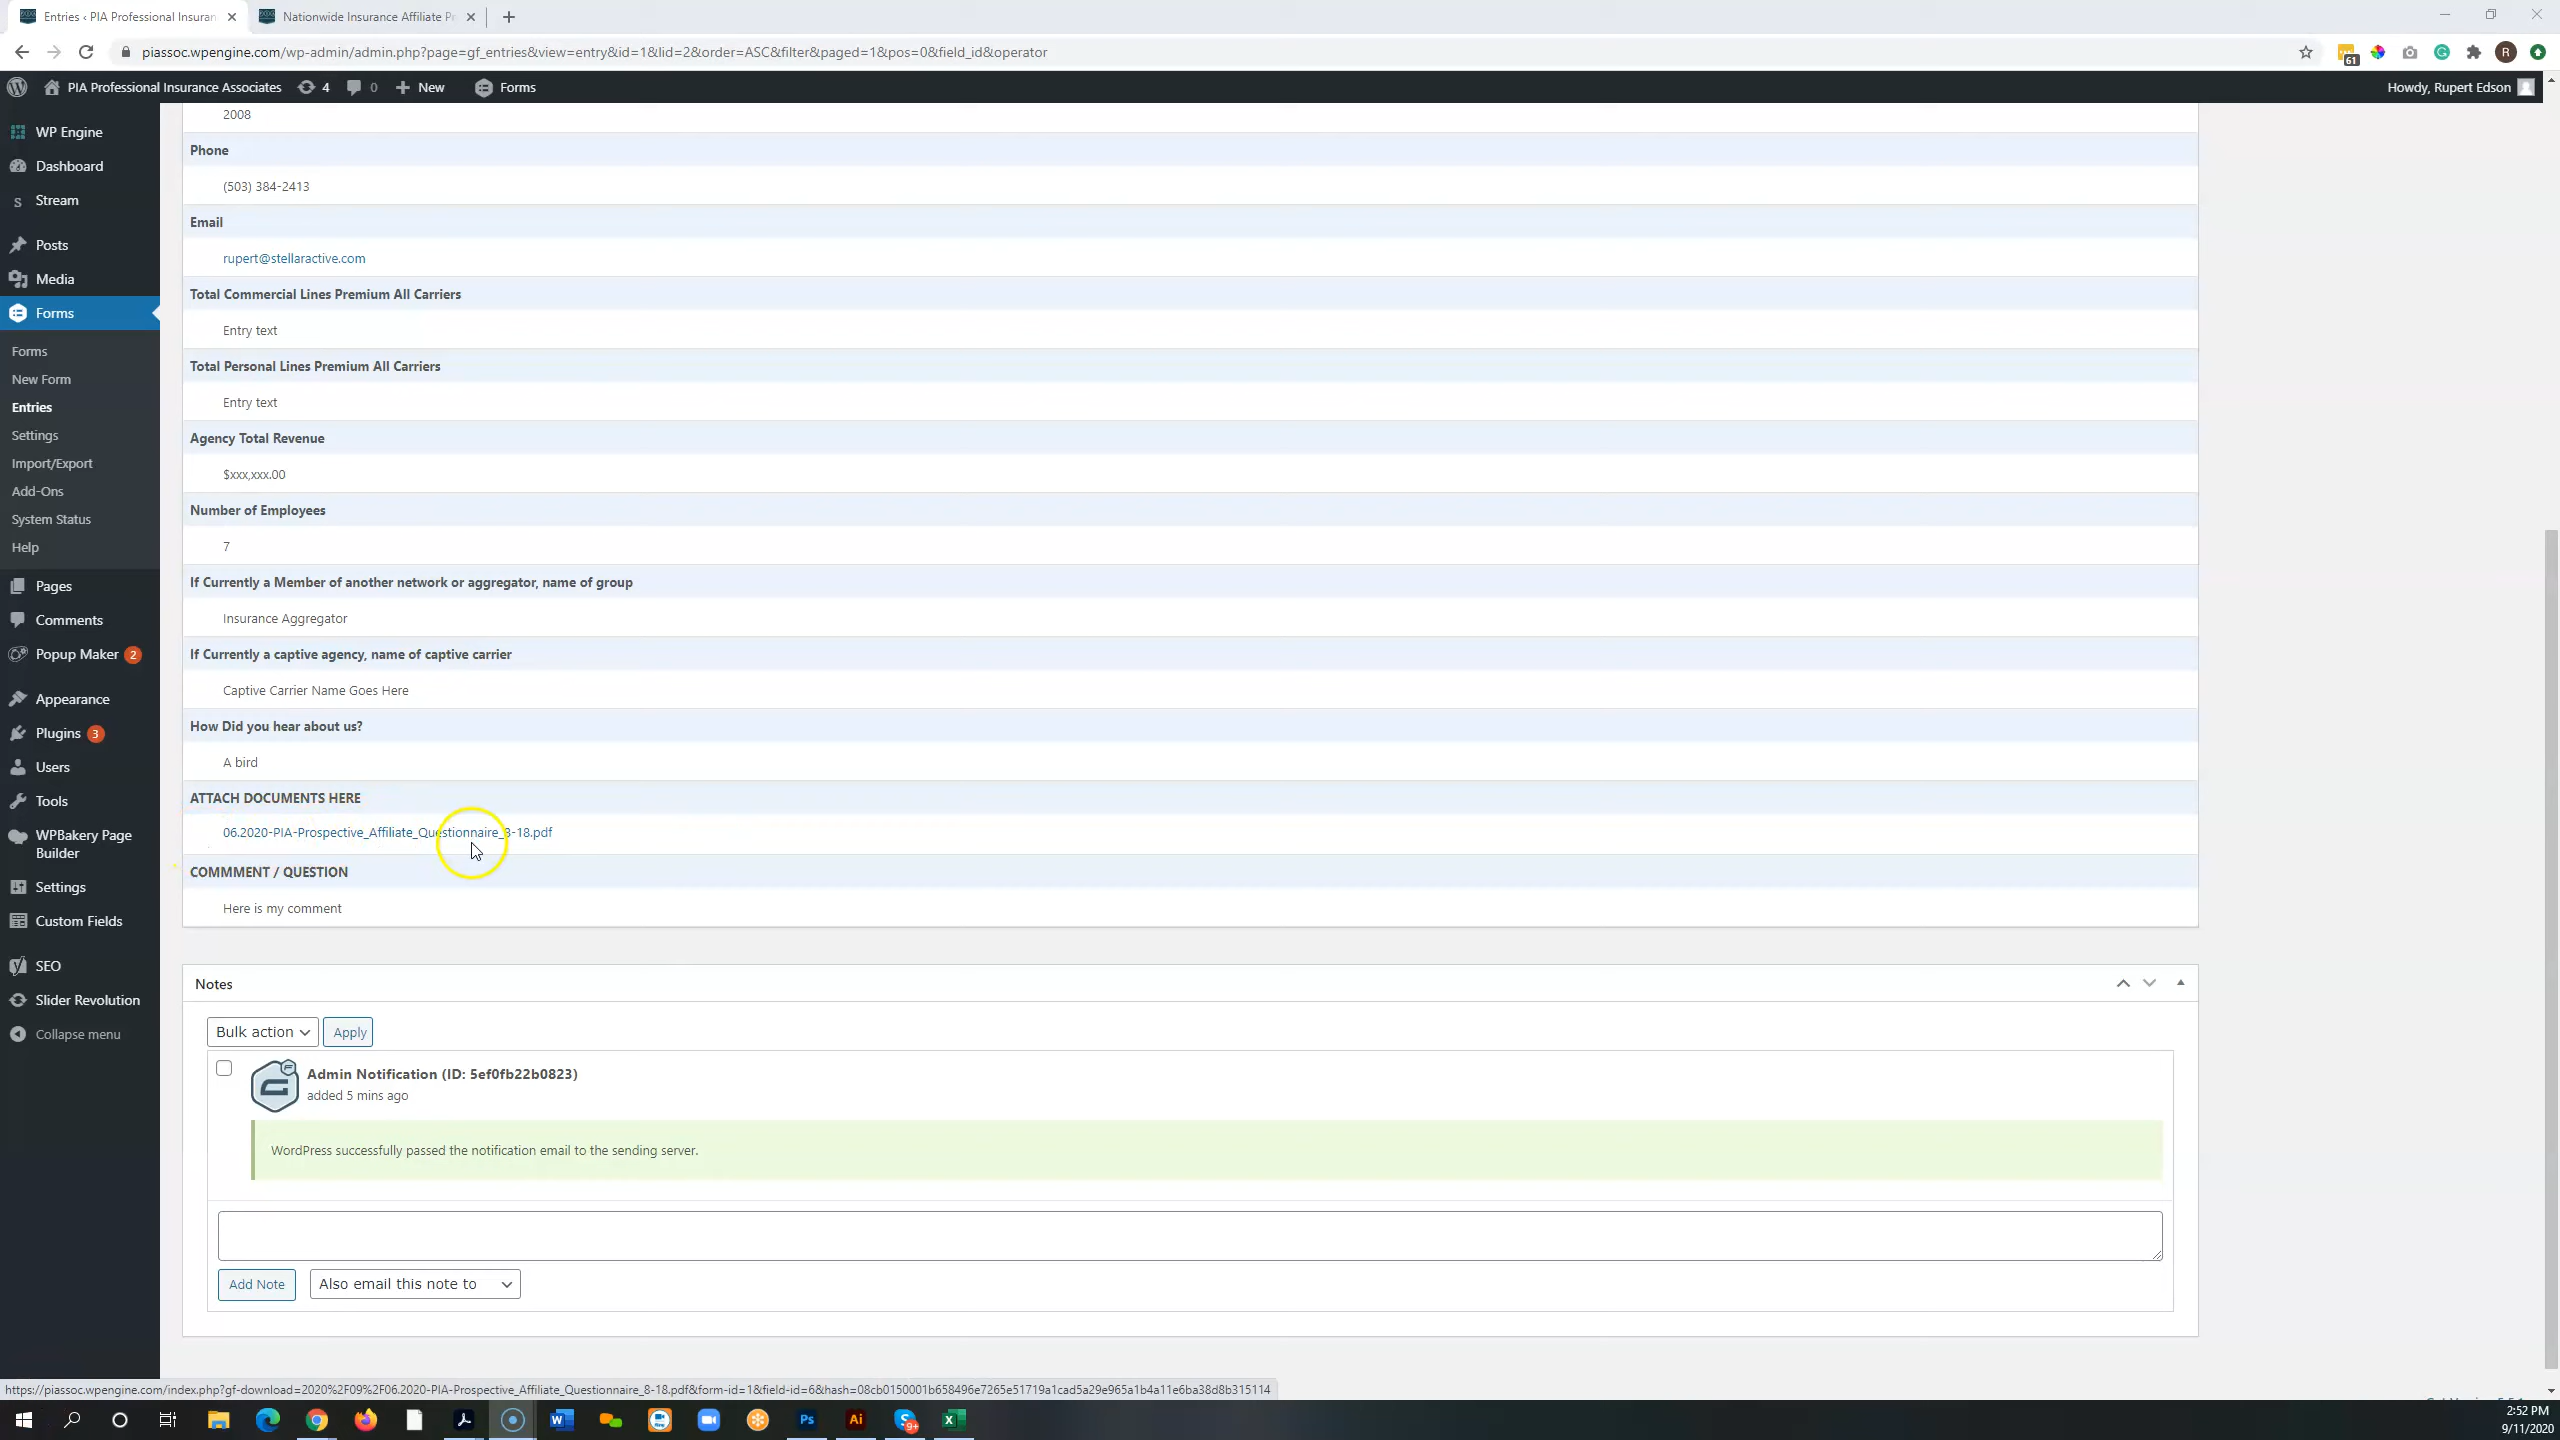 Entries ‹ PIA Professional Insuran
Nationwide Insurance Affiliate Pe
piassoc.wpengine.com/wp-admin/admin.php?page=gf_entries&view=entry&id=1&lid=2&order=ASC&filter&paged=1&pos=0&field_id&operator
61
R
PIA Professional Insurance Associates
4
0
New
Forms
Howdy, Rupert Edson
WP Engine
Dashboard
Stream
Posts
Media
Forms
Forms
New Form
Entries
Settings
Import/Export
Add-Ons
System Status
Help
Pages
Comments
Popup Maker 2
Appearance
Plugins 3
Users
Tools
WPBakery Page
Builder
Settings
Custom Fields
SEO
Slider Revolution
Collapse menu
2008
Phone
(503) 384-2413
Email
rupert@stellaractive.com
Total Commercial Lines Premium All Carriers
Entry text
Total Personal Lines Premium All Carriers
Entry text
Agency Total Revenue
$xxx,xxx.00
Number of Employees
7
If Currently a Member of another network or aggregator, name of group
Insurance Aggregator
If Currently a captive agency, name of captive carrier
Captive Carrier Name Goes Here
How Did you hear about us?
A bird
ATTACH DOCUMENTS HERE
06.2020-PIA-Prospective_Affiliate_Questionnaire_8-18.pdf
COMMMENT / QUESTION
Here is my comment
Notes
Bulk action
Apply
Admin Notification (ID: 5ef0fb22b0823)
added 5 mins ago
WordPress successfully passed the notification email to the sending server.
Add Note
Also email this note to
https://piassoc.wpengine.com/index.php?gf-download=2020%2F09%2F06.2020-PIA-Prospective_Affiliate_Questionnaire_8-18.pdf&form-id=1&field-id=6&hash=08cb0150001b658496e7265e51719a1cad5a29e965a1b4a11e6ba38d8b315114
Ps
Ai
9+
2:52 PM
9/11/2020